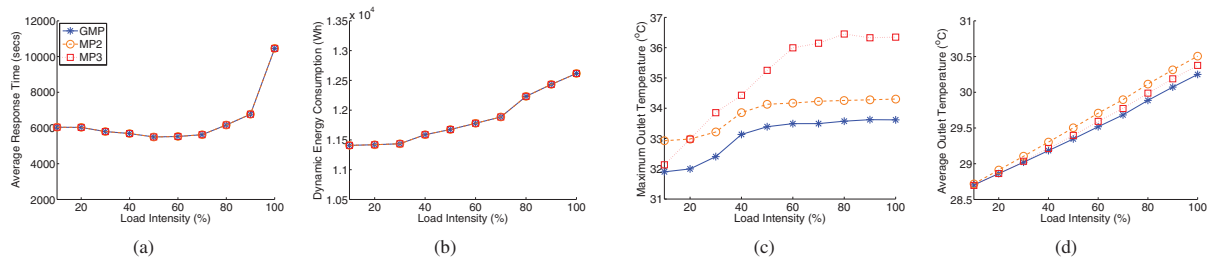 12000
10000
8000
6000
4000
2000
20 40 60 80 100
Load Intensity (%)
Average Response Time (secs)
GMP
MP2
MP3
(a)
x 10^4
1.35
1.3
1.25
1.2
1.15
1.1
1.05
20 40 60 80 100
Load Intensity (%)
Dynamic Energy Consumption (Wh)
(b)
37
36
35
34
33
32
31
20 40 60 80 100
Load Intensity (%)
Maximum Outlet Temperature (°C)
(c)
31
30.5
30
29.5
29
28.5
20 40 60 80 100
Load Intensity (%)
Average Outlet Temperature (°C)
(d)